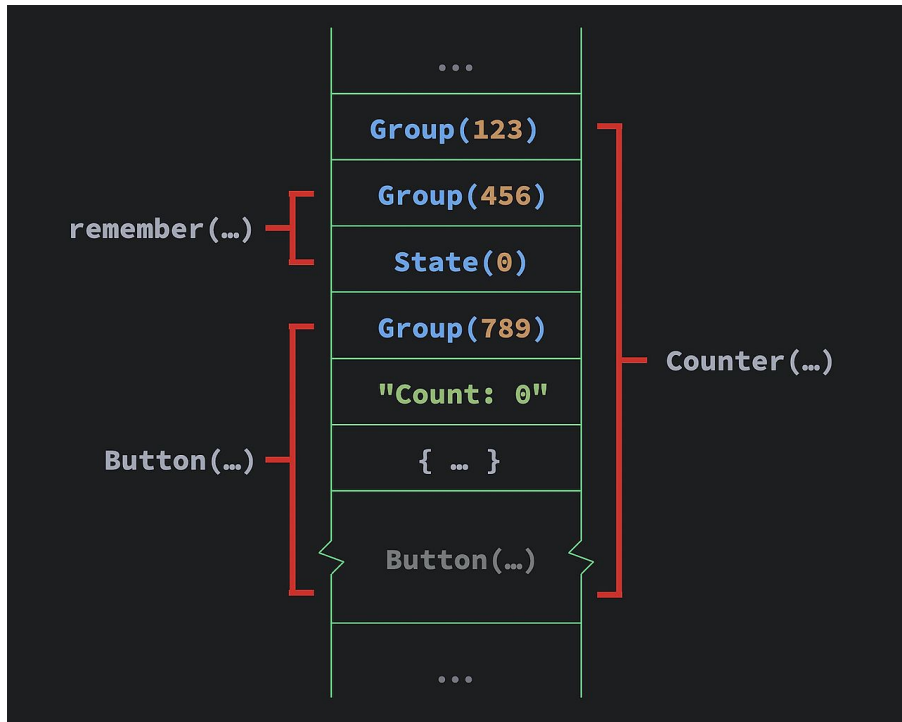 ...
Group(123)
Group(456)
remember(…)
State(0)
Group(789)
Counter(…)
"Count: 0"
Button(…)
{ … }
Button(…)
...